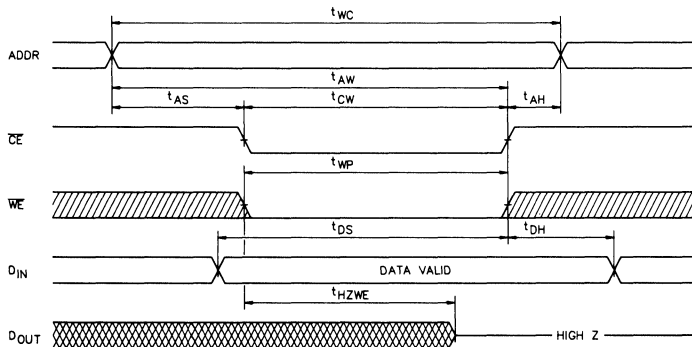 tWC
ADDR
tAW
tAS tCW tAH
CE
tWP
WE
tDS tDH
DIN DATA VALID
tHZWE
DOUT HIGH Z